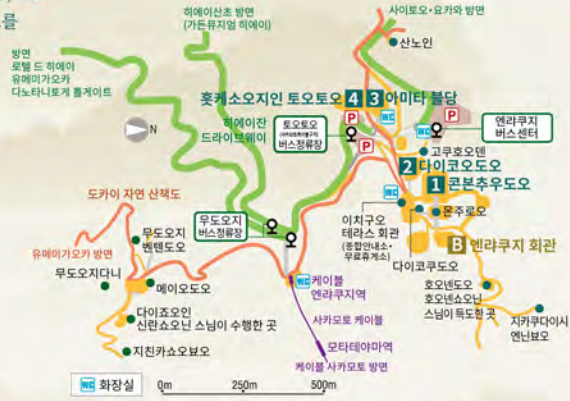 를
방면
로텔 드 히에이
유메미가오카
다노타니토게 톨게이트
히에이산초 방면
(가든뮤지엄 히에이)
사이토오・요카와 방면
산노인
N
히에이잔
드라이브웨이
홋케소오지인 토오토오 4 3 아미타 불당
WC
P
P
P
토오토오
버스정류장
WC
엔랴쿠지
버스센터
고쿠호오덴
2 다이코오도오
1 콘본추우도오
WC
몬주로오
이치구오
테라스 회관
(종합안내소・
무료휴게소)
다이코쿠도오
B 엔랴쿠지 회관
호오넨도오
호오넨쇼오닌
스님이 득도한 곳
지카쿠다이시
엔닌뵤오
도카이 자연 산책도
무도오지
버스정류장
무도오지
벤텐도오
유메미가오카 방면
무도오지다니
메이오도오
다이죠오인
신란쇼오닌 스님이 수행한 곳
지친카쇼오뵤오
WC 케이블
엔랴쿠지역
사카모토 케이블
모타테야마역
케이블 사카모토 방면
WC 화장실
0m 250m 500m